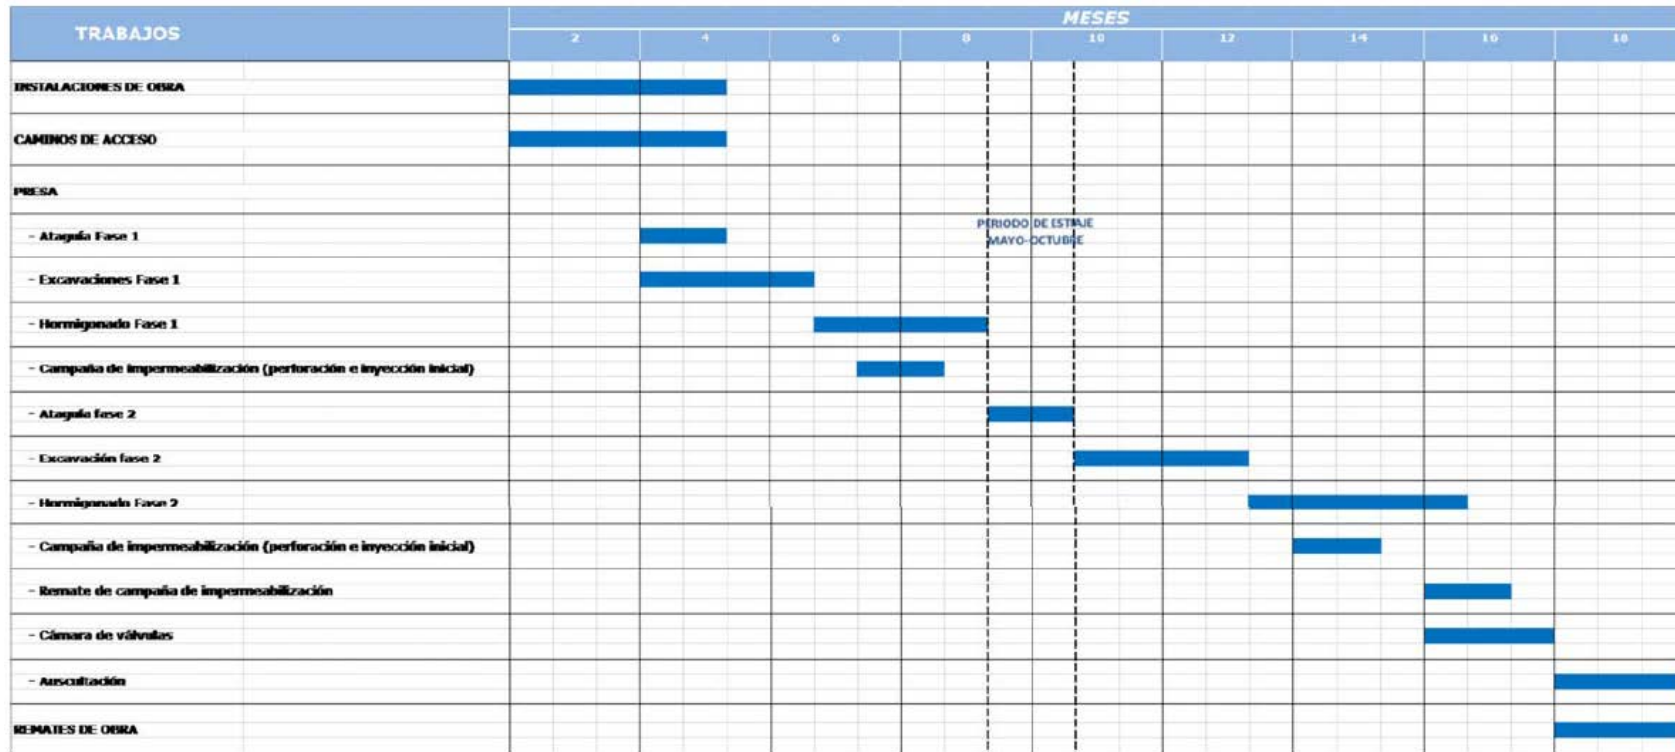 TRABAJOS
MESES
2 4 6 8 10 12 14 16 18
INSTALACIONES DE OBRA
CAMINOS DE ACCESO
PRESA
- Ataguía Fase 1
PERIODO DE ESTIAJE
MAYO-OCTUBRE
- Excavaciones Fase 1
- Hormigonado Fase 1
- Campaña de impermeabilización (perforación e inyección inicial)
- Ataguía fase 2
- Excavación fase 2
- Hormigonado Fase 2
- Campaña de impermeabilización (perforación e inyección inicial)
- Remate de campaña de impermeabilización
- Cámara de válvulas
- Auscultación
REMATES DE OBRA